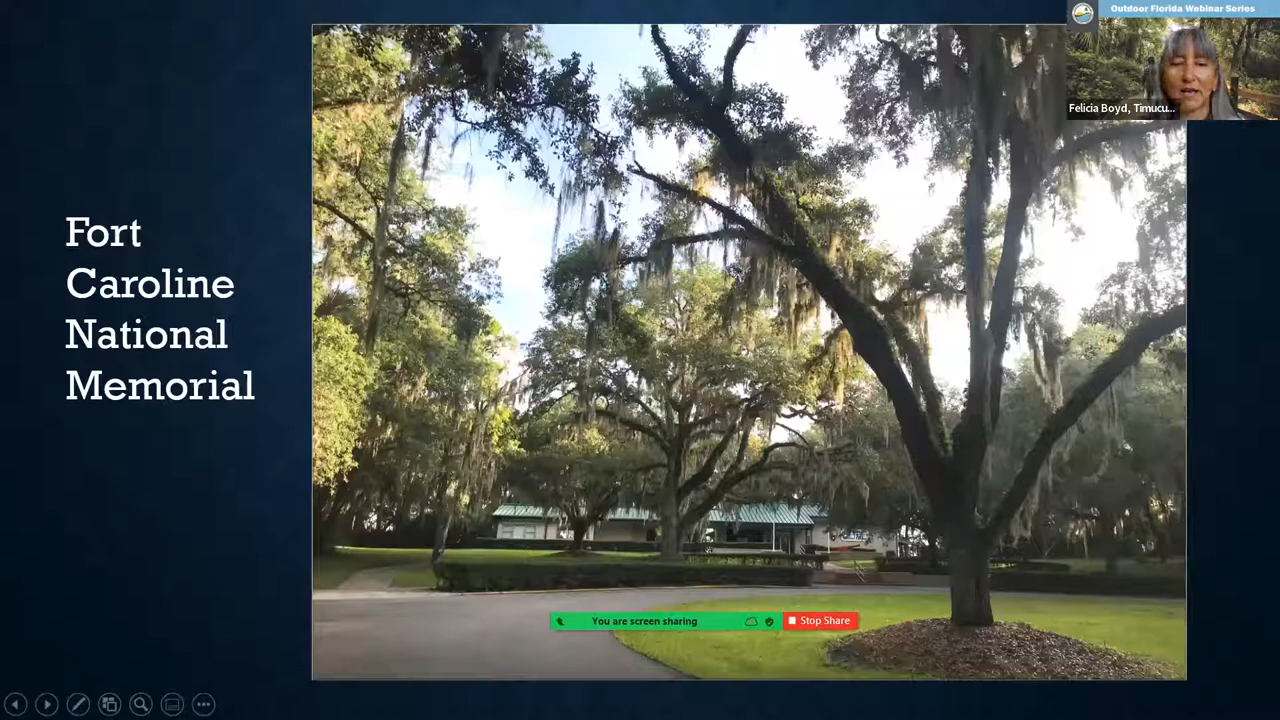 Outdoor Florida Webinar Series
Felicia Boyd, Timucu...
Fort
Caroline
National
Memorial
You are screen sharing
Stop Share